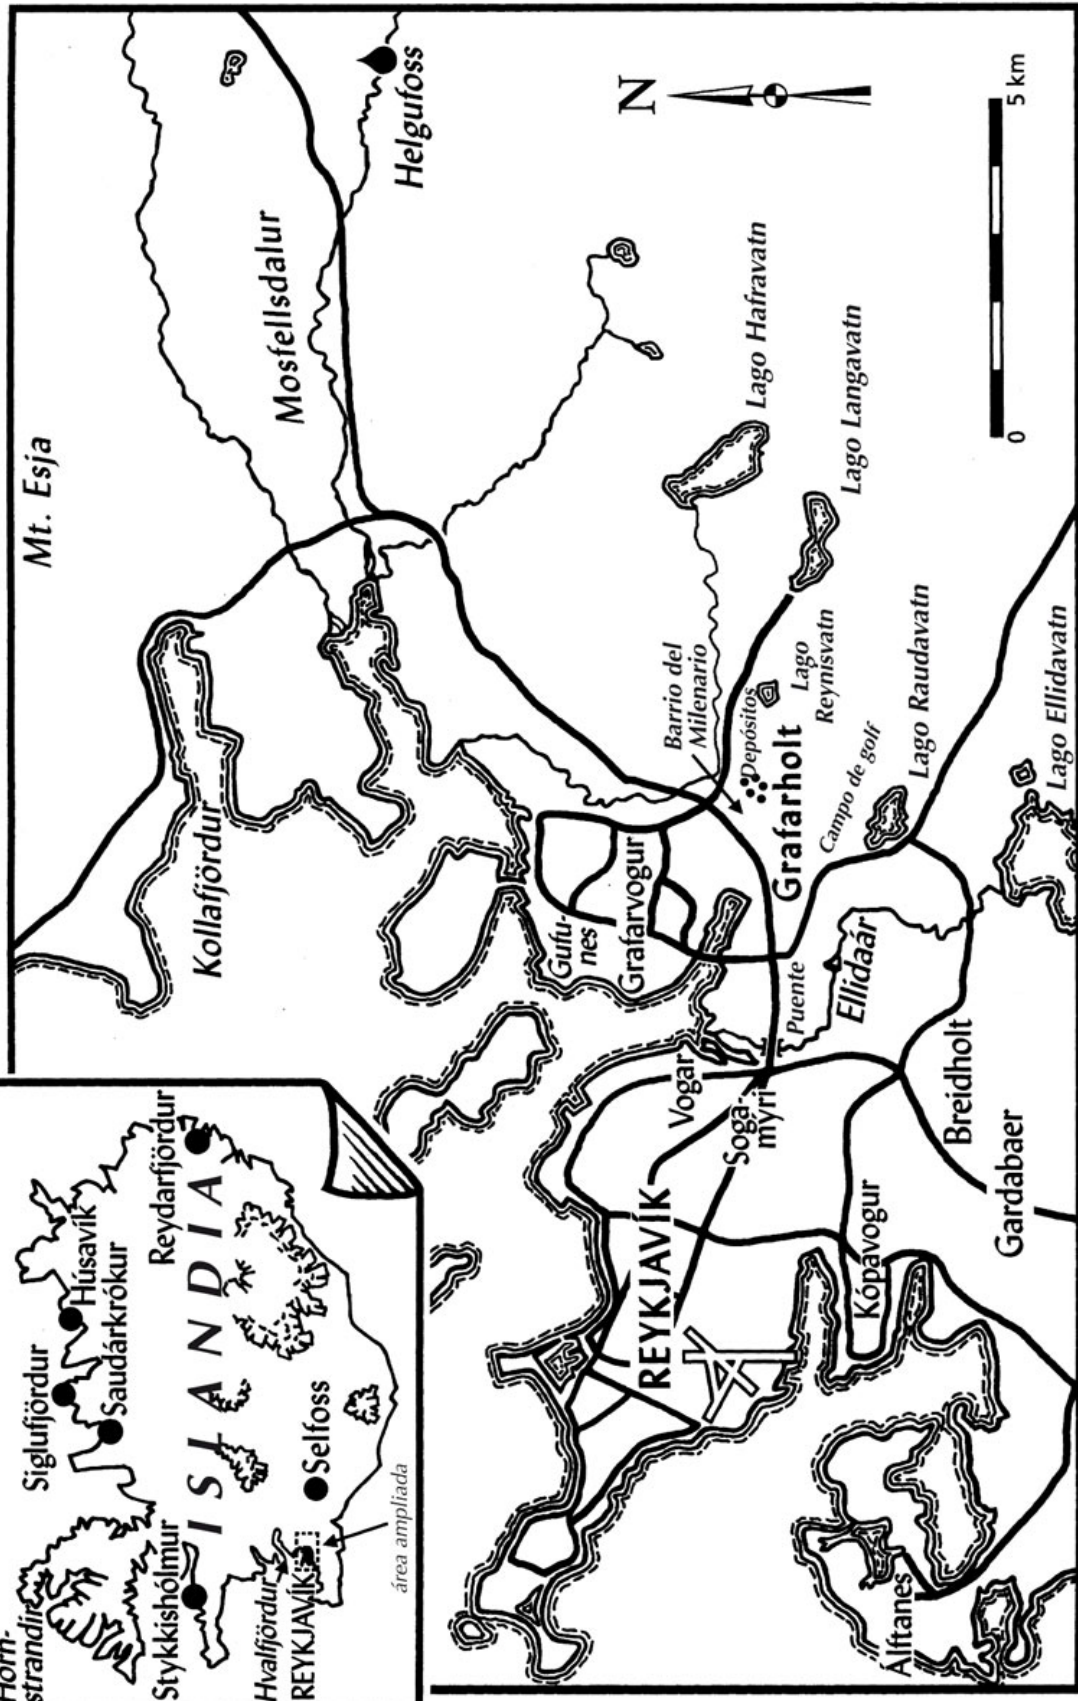 Horn-
strandir
Siglufjördur
Húsavík
Saudárkrókur
Stykkishólmur
Reydarfjördur
ISLANDIA
Hvalfjördur
REYKJAVÍK
Selfoss
área ampliada
Mt. Esja
Kollafjördur
Mosfellsdalur
Helgufoss
N
Gufu-
nes
Grafarvogur
Barrio del
Milenario
Depósitos
Grafarholt
Lago
Reynisvatn
Lago Hafravatn
Lago Langavatn
Campo de golf
Lago Raudavatn
Lago Ellidavatn
0
5 km
REYKJAVÍK
Vogar
Soga
myri
Puente
Ellidaár
Kópavogur
Breidholt
Gardabaer
Álftanes